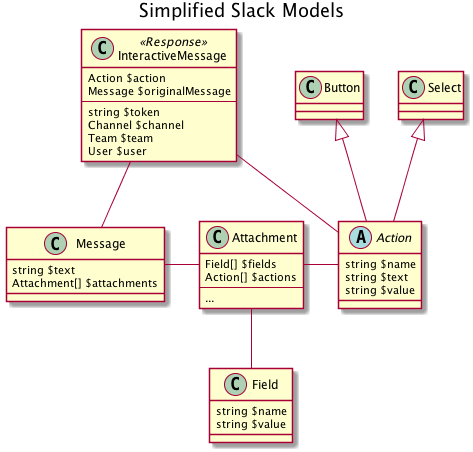 Simplified Slack Models
C «Response»
InteractiveMessage
Action $action
Message $originalMessage
string $token
Channel $channel
Team $team
User $user
C Button
C Select
C Message
string $text
Attachment[] $attachments
C Attachment
Field[] $fields
Action[] $actions
...
A Action
string $name
string $text
string $value
C Field
string $name
string $value